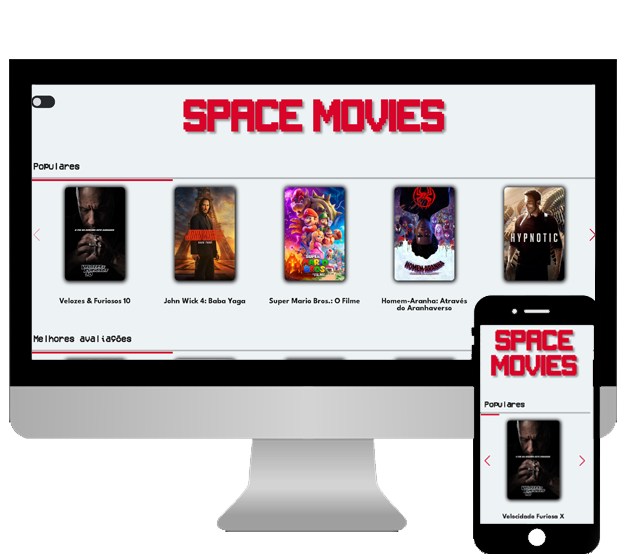 SPACE MOVIES
Populares
HYPNOTIC
Velozes & Furiosos 10
John Wick 4: Baba Yaga
Super Mario Bros.: O Filme
Homem-Aranha: Através
do Aranhaverso
Melhores avaliações
SPACE
MOVIES
Populares
Velocidade Furiosa X